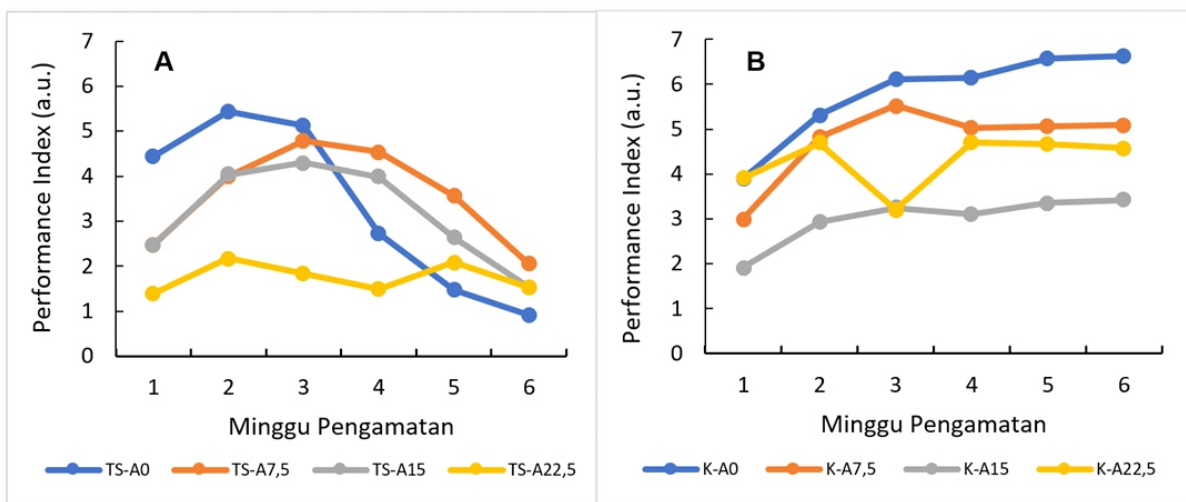 A
Performance Index (a.u.)
7
6
5
4
3
2
1
0
1 2 3 4 5 6
Minggu Pengamatan
TS-A0 TS-A7,5 TS-A15 TS-A22,5
B
Performance Index (a.u.)
7
6
5
4
3
2
1
0
1 2 3 4 5 6
Minggu Pengamatan
K-A0 K-A7,5 K-A15 K-A22,5